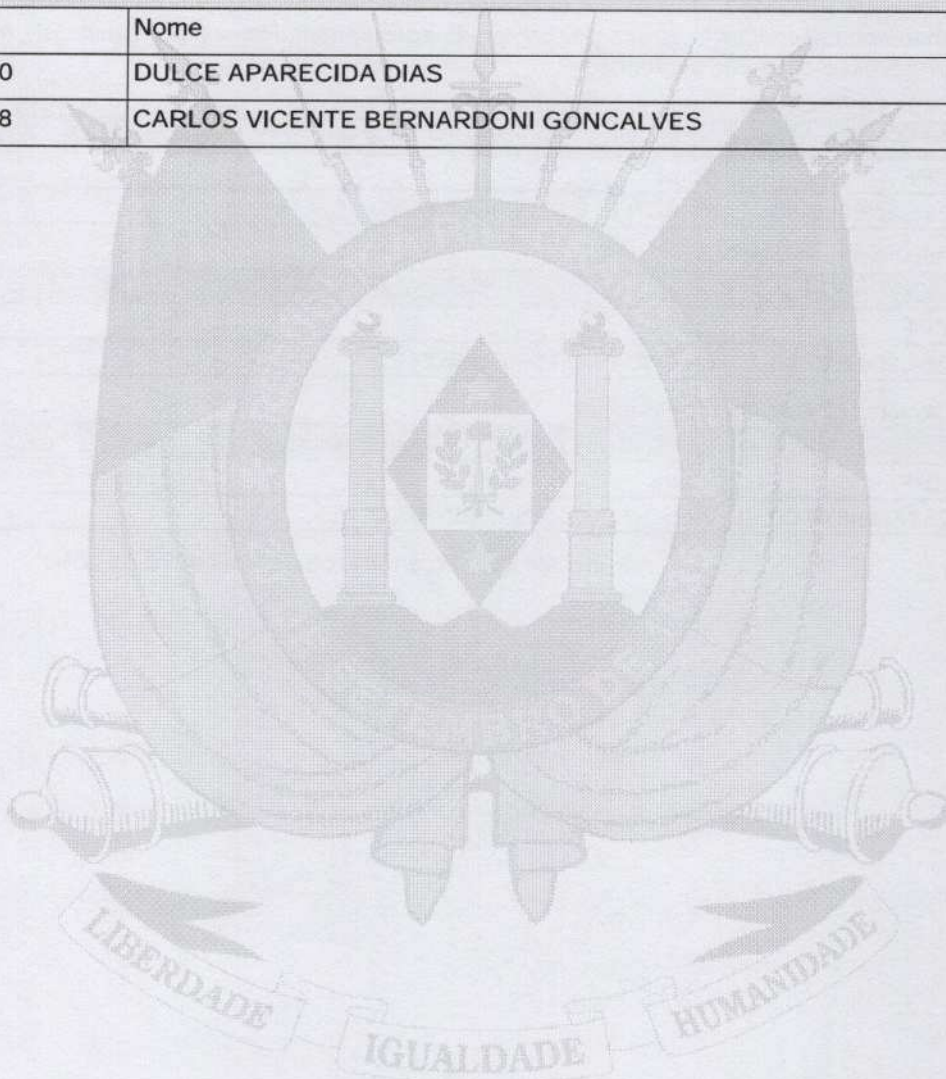 Nome
0 DULCE APARECIDA DIAS
8 CARLOS VICENTE BERNARDONI GONCALVES
LIBERDADE
IGUALDADE
HUMANIDADE